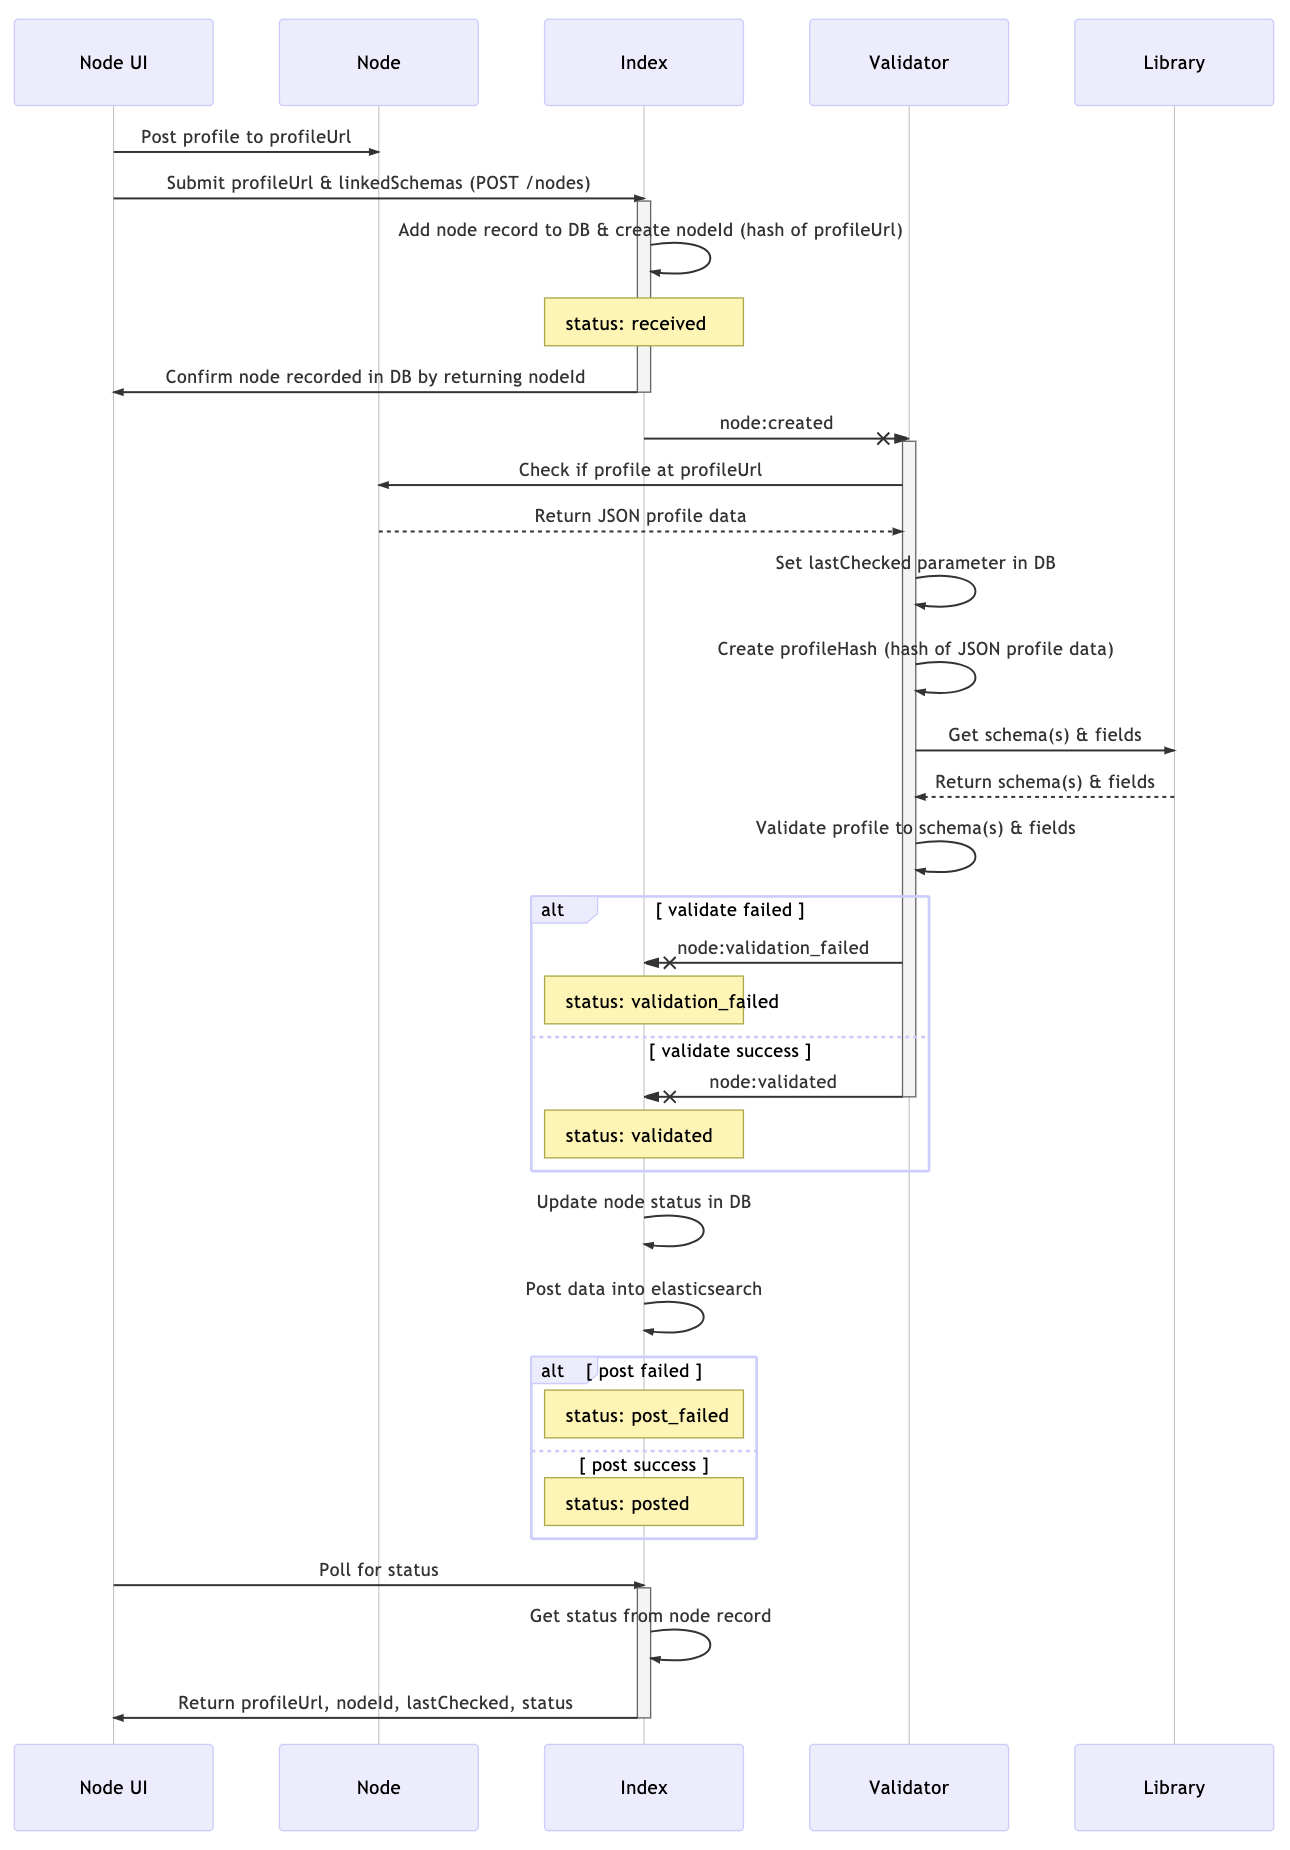 Node UI
Node
Index
Validator
Library
Post profile to profileUrl
Submit profileUrl & linkedSchemas (POST /nodes)
Add node record to DB & create nodeId (hash of profileUrl)
status: received
Confirm node recorded in DB by returning nodeId
node:created
Check if profile at profileUrl
Return JSON profile data
Set lastChecked parameter in DB
Create profileHash (hash of JSON profile data)
Get schema(s) & fields
Return schema(s) & fields
Validate profile to schema(s) & fields
alt
[ validate failed ]
node:validation_failed
status: validation_failed
[ validate success ]
node:validated
status: validated
Update node status in DB
Post data into elasticsearch
alt
[ post failed ]
status: post_failed
[ post success ]
status: posted
Poll for status
Get status from node record
Return profileUrl, nodeId, lastChecked, status
Node UI
Node
Index
Validator
Library